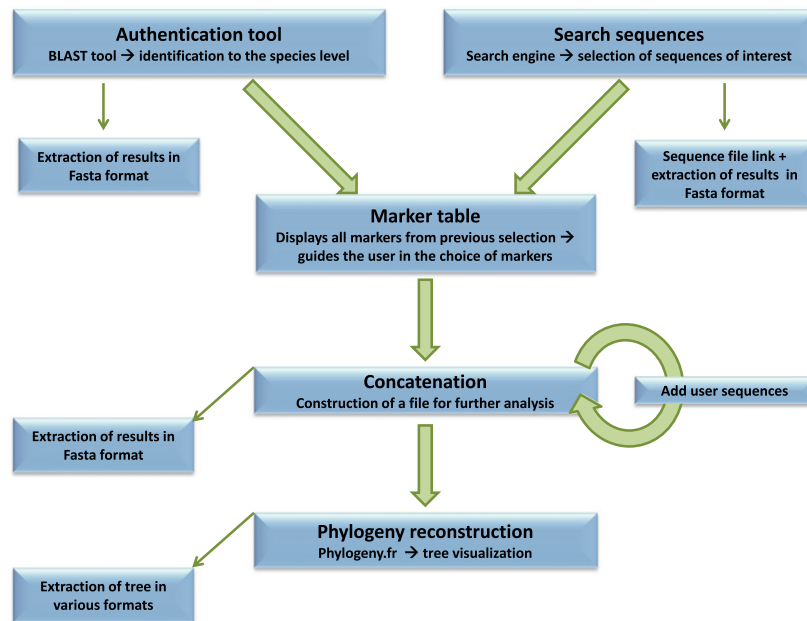 Authentication tool
BLAST tool → identification to the species level
Search sequences
Search engine → selection of sequences of interest
Extraction of results in
Fasta format
Sequence file link +
extraction of results in
Fasta format
Marker table
Displays all markers from previous selection →
guides the user in the choice of markers
Concatenation
Construction of a file for further analysis
Add user sequences
Extraction of results in
Fasta format
Phylogeny reconstruction
Phylogeny.fr → tree visualization
Extraction of tree in
various formats